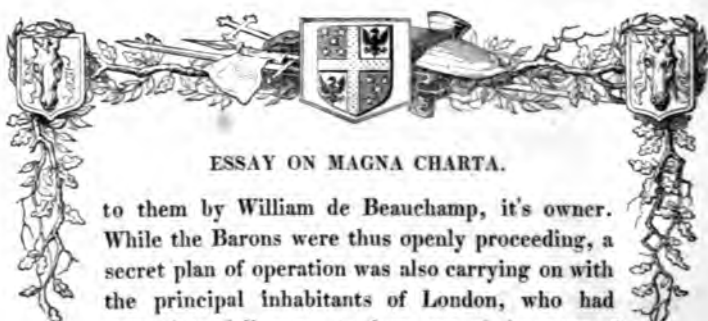 ESSAY ON MAGNA CHARTA.
to them by William de Beauchamp, it's owner.
While the Barons were thus openly proceeding, a
secret plan of operation was also carrying on with
the principal inhabitants of London, who had